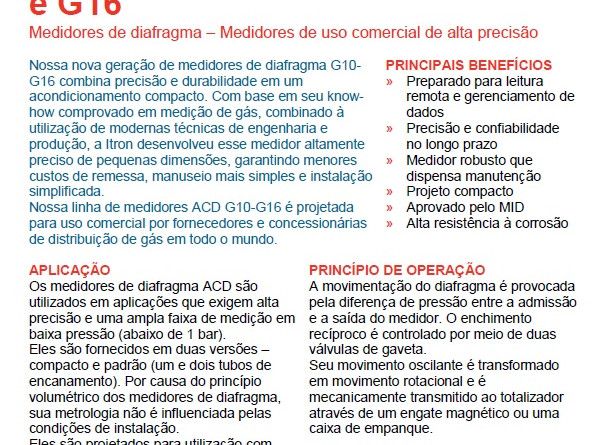 e G16
Medidores de diafragma – Medidores de uso comercial de alta precisão
Nossa nova geração de medidores de diafragma G10-
G16 combina precisão e durabilidade em um
acondicionamento compacto. Com base em seu know-
how comprovado em medição de gás, combinado à
utilização de modernas técnicas de engenharia e
produção, a Itron desenvolveu esse medidor altamente
preciso de pequenas dimensões, garantindo menores
custos de remessa, manuseio mais simples e instalação
simplificada.
Nossa linha de medidores ACD G10-G16 é projetada
para uso comercial por fornecedores e concessionárias
de distribuição de gás em todo o mundo.
PRINCIPAIS BENEFÍCIOS
» Preparado para leitura
remota e gerenciamento de
dados
» Precisão e confiabilidade
no longo prazo
» Medidor robusto que
dispensa manutenção
» Projeto compacto
» Aprovado pelo MID
» Alta resistência à corrosão
APLICAÇÃO
Os medidores de diafragma ACD são
utilizados em aplicações que exigem alta
precisão e uma ampla faixa de medição em
baixa pressão (abaixo de 1 bar).
Eles são fornecidos em duas versões –
compacto e padrão (um e dois tubos de
encanamento). Por causa do princípio
volumétrico dos medidores de diafragma,
sua metrologia não é influenciada pelas
condições de instalação.
Eles são projetados para utilização com
PRINCÍPIO DE OPERAÇÃO
A movimentação do diafragma é provocada
pela diferença de pressão entre a admissão
e a saída do medidor. O enchimento
recíproco é controlado por meio de duas
válvulas de gaveta.
Seu movimento oscilante é transformado
em movimento rotacional e é
mecanicamente transmitido ao totalizador
através de um engate magnético ou uma
caixa de empanque.